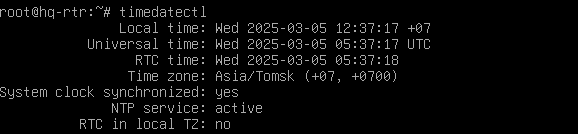 root@hq-rtr:~# timedatectl
Local time: Wed 2025-03-05 12:37:17 +07
Universal time: Wed 2025-03-05 05:37:17 UTC
RTC time: Wed 2025-03-05 05:37:18
Time zone: Asia/Tomsk (+07, +0700)
System clock synchronized: yes
NTP service: active
RTC in local TZ: no